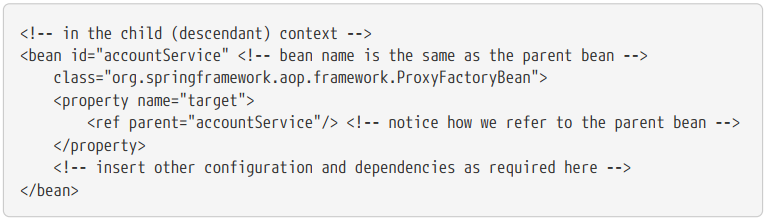 <!-- in the child (descendant) context -->
<bean id="accountService" <!-- bean name is the same as the parent bean -->
    class="org.springframework.aop.framework.ProxyFactoryBean">
    <property name="target">
        <ref parent="accountService"/> <!-- notice how we refer to the parent bean -->
    </property>
    <!-- insert other configuration and dependencies as required here -->
</bean>